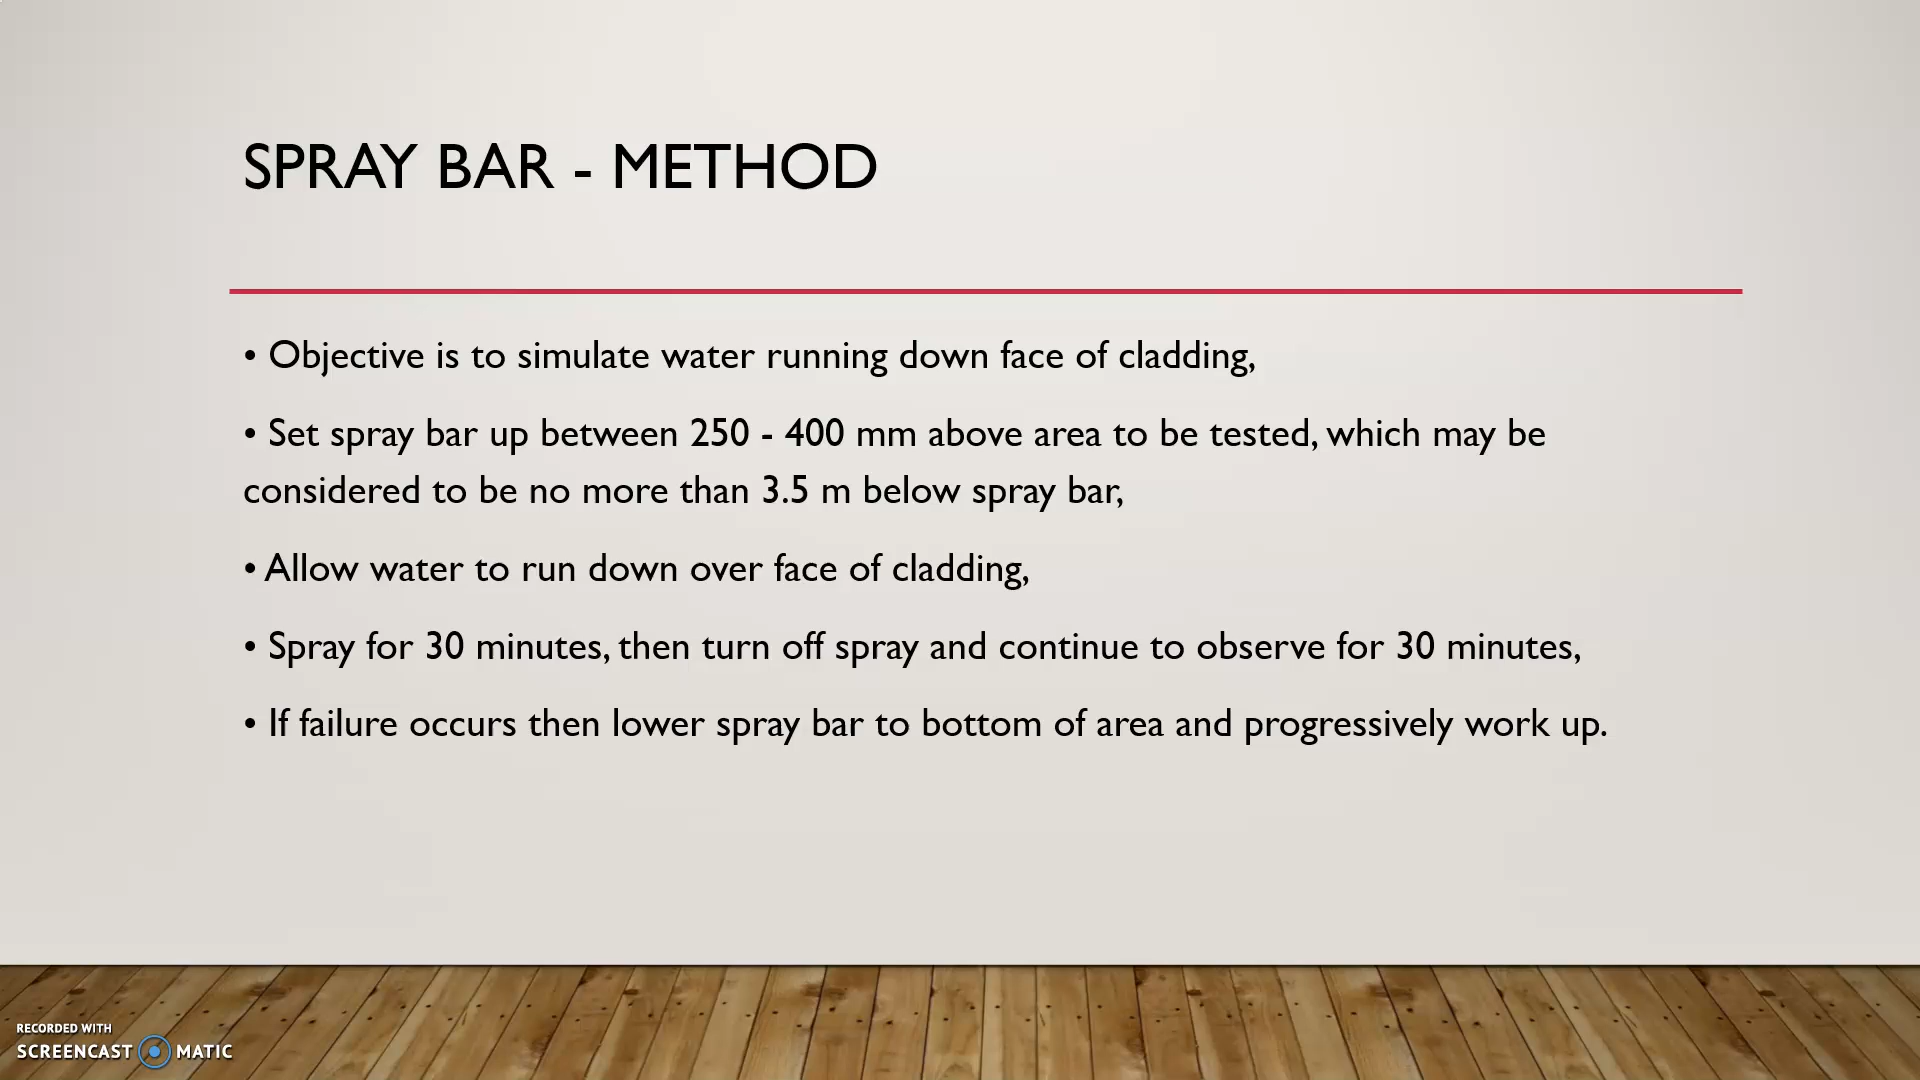 SPRAY BAR - METHOD
• Objective is to simulate water running down face of cladding,
• Set spray bar up between 250 - 400 mm above area to be tested, which may be
considered to be no more than 3.5 m below spray bar,
• Allow water to run down over face of cladding,
• Spray for 30 minutes, then turn off spray and continue to observe for 30 minutes,
• If failure occurs then lower spray bar to bottom of area and progressively work up.
RECORDED WITH
SCREENCAST MATIC